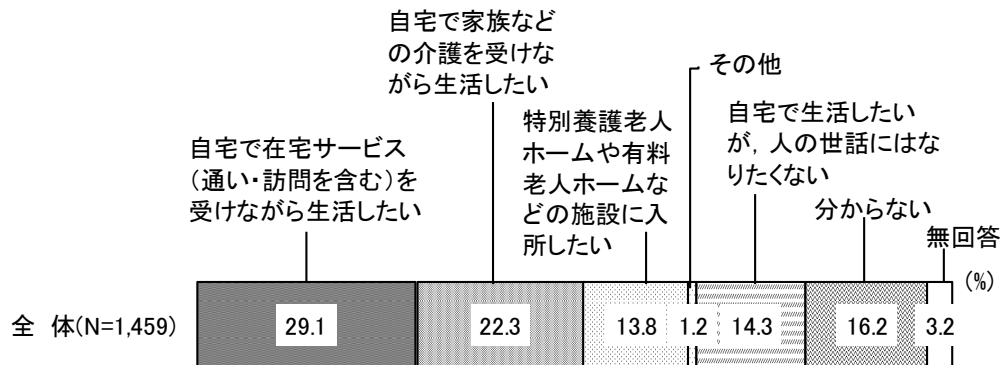 自宅で家族など
の介護を受けな
がら生活したい
その他
自宅で在宅サービス
(通い・訪問を含む)を
受けながら生活したい
特別養護老人
ホームや有料
老人ホームな
どの施設に入
所したい
自宅で生活したい
が，人の世話にはな
りたくない
分からない
無回答
(%)
全 体(N=1,459) 29.1 22.3 13.8 1.2 14.3 16.2 3.2